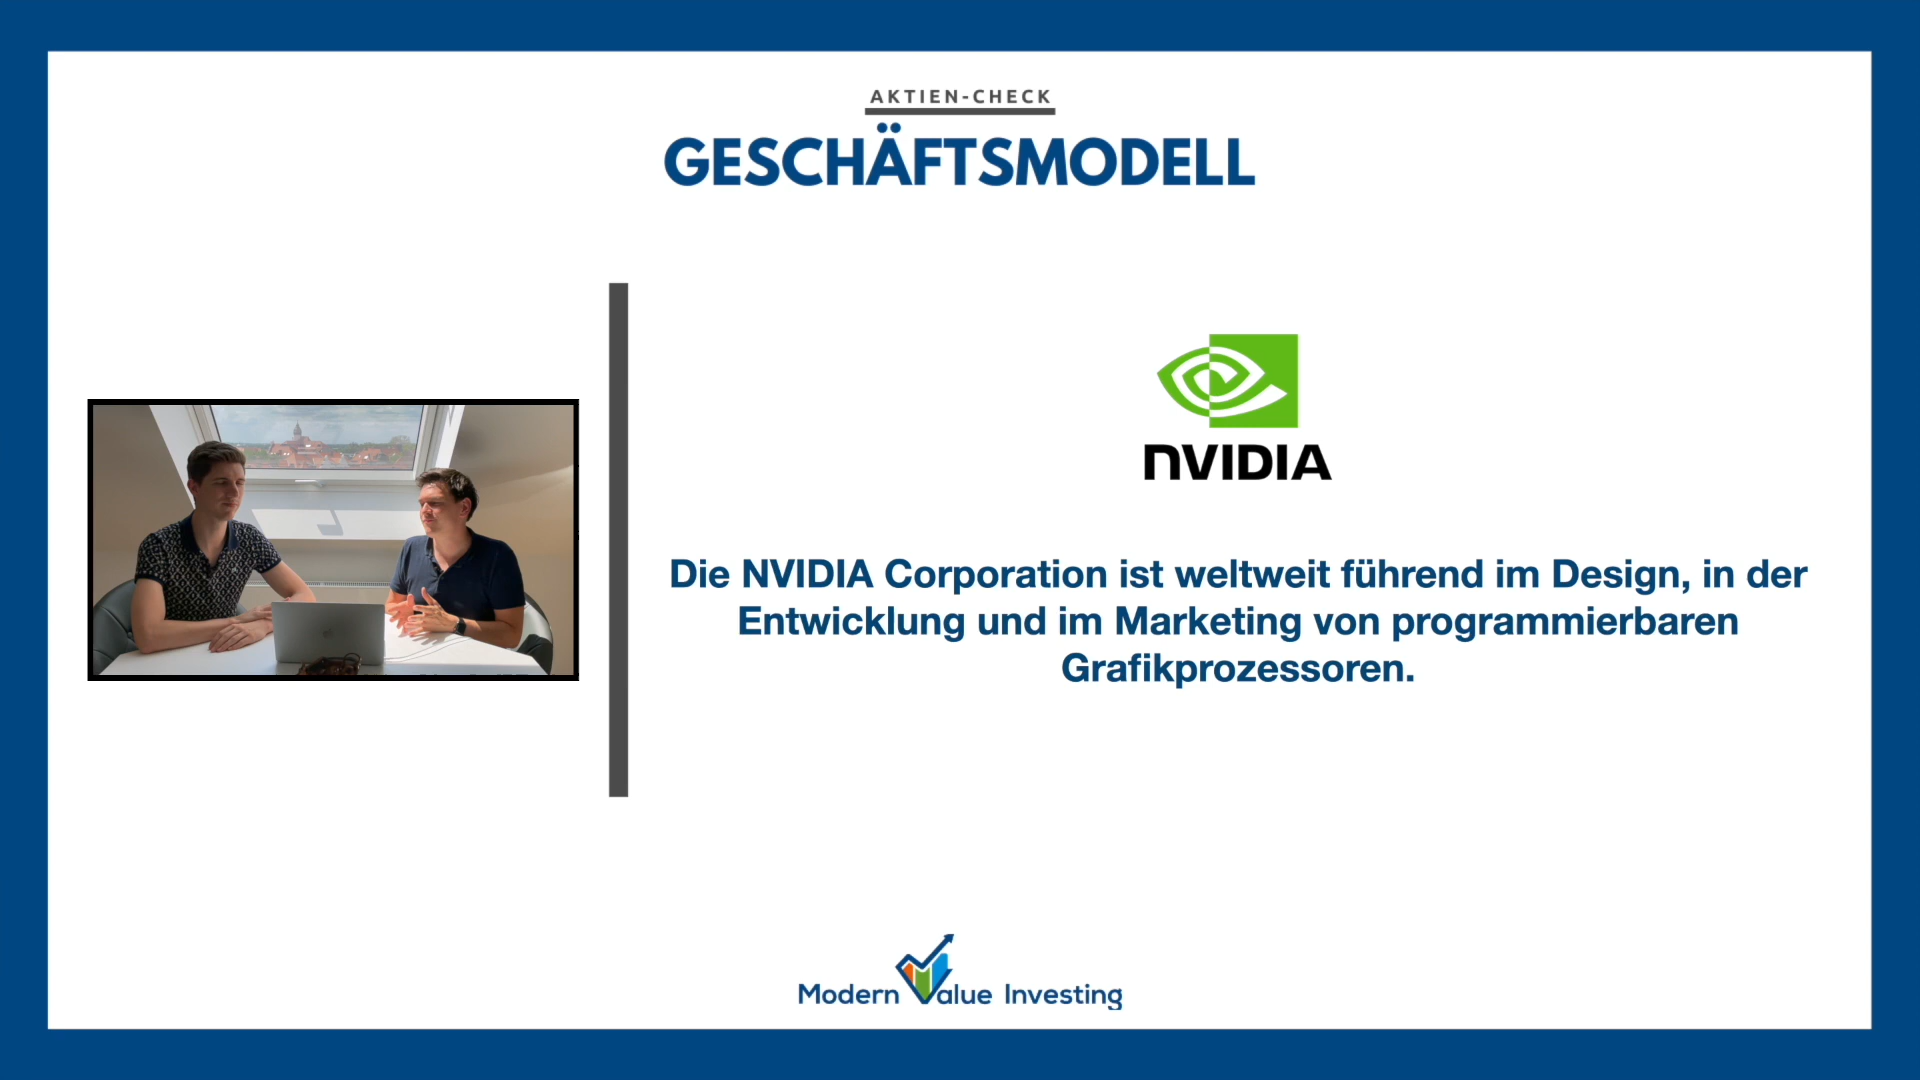 AKTIEN-CHECK
GESCHÄFTSMODELL
NVIDIA
Die NVIDIA Corporation ist weltweit führend im Design, in der
Entwicklung und im Marketing von programmierbaren
Grafikprozessoren.
Modern Value Investing